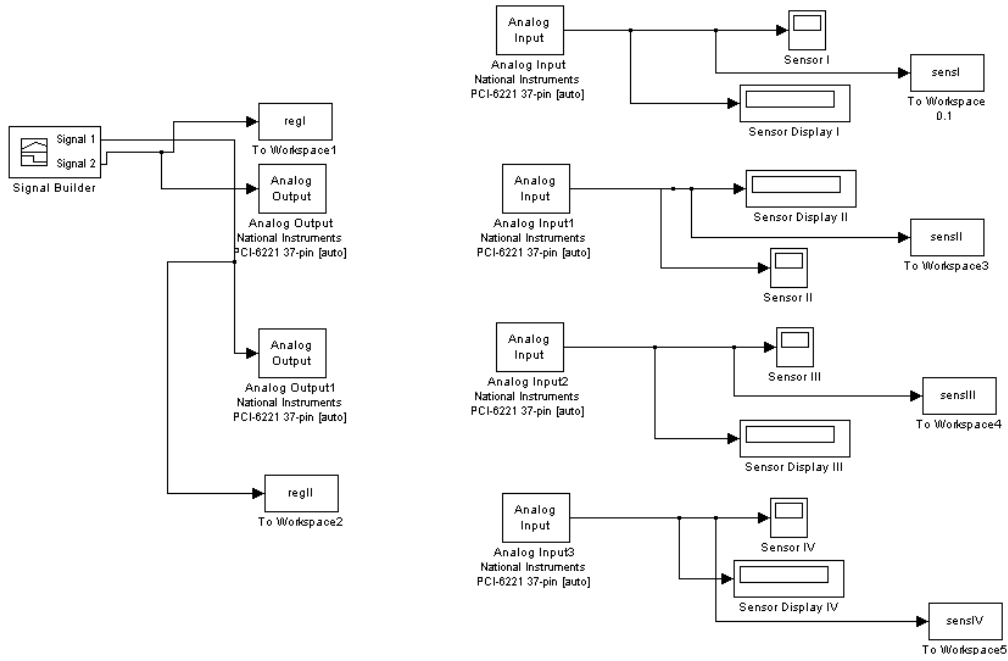 Signal 1
Signal 2
Signal Builder
regI
To Workspace1
Analog
Output
Analog Output
National Instruments
PCI-6221 37-pin [auto]
Analog
Output
Analog Output1
National Instruments
PCI-6221 37-pin [auto]
regII
To Workspace2
Analog
Input
Analog Input
National Instruments
PCI-6221 37-pin [auto]
Sensor I
sensI
To Workspace
0.1
Sensor Display I
Analog
Input
Analog Input1
National Instruments
PCI-6221 37-pin [auto]
Sensor Display II
sensII
To Workspace3
Sensor II
Analog
Input
Analog Input2
National Instruments
PCI-6221 37-pin [auto]
Sensor III
sensIII
To Workspace4
Sensor Display III
Analog
Input
Analog Input3
National Instruments
PCI-6221 37-pin [auto]
Sensor IV
Sensor Display IV
sensIV
To Workspace5